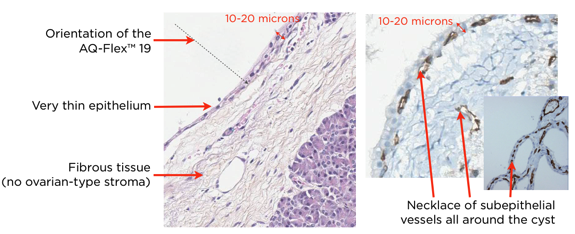 10-20 microns
Orientation of the
AQ-Flex™ 19
Very thin epithelium
Fibrous tissue
(no ovarian-type stroma)
10-20 microns
Necklace of subepithelial
vessels all around the cyst